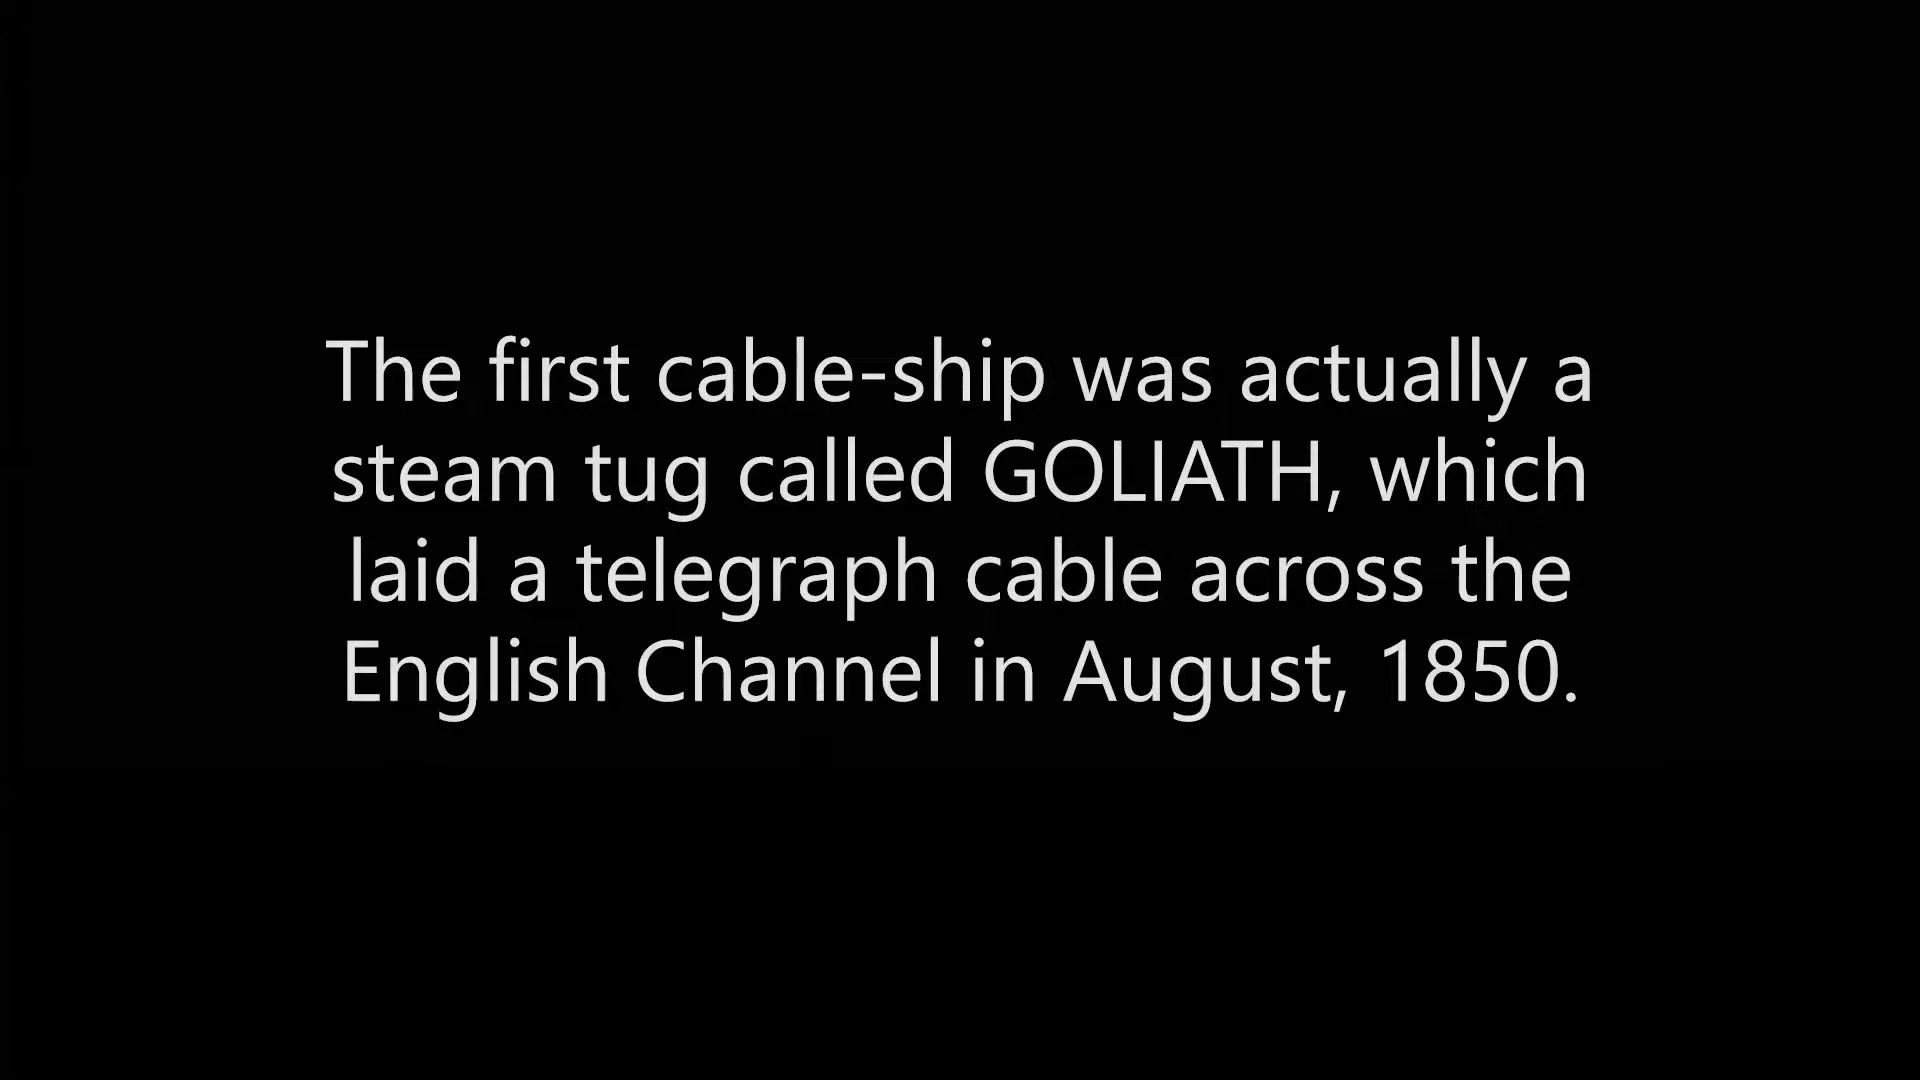 The first cable-ship was actually a
steam tug called GOLIATH, which
laid a telegraph cable across the
English Channel in August, 1850.